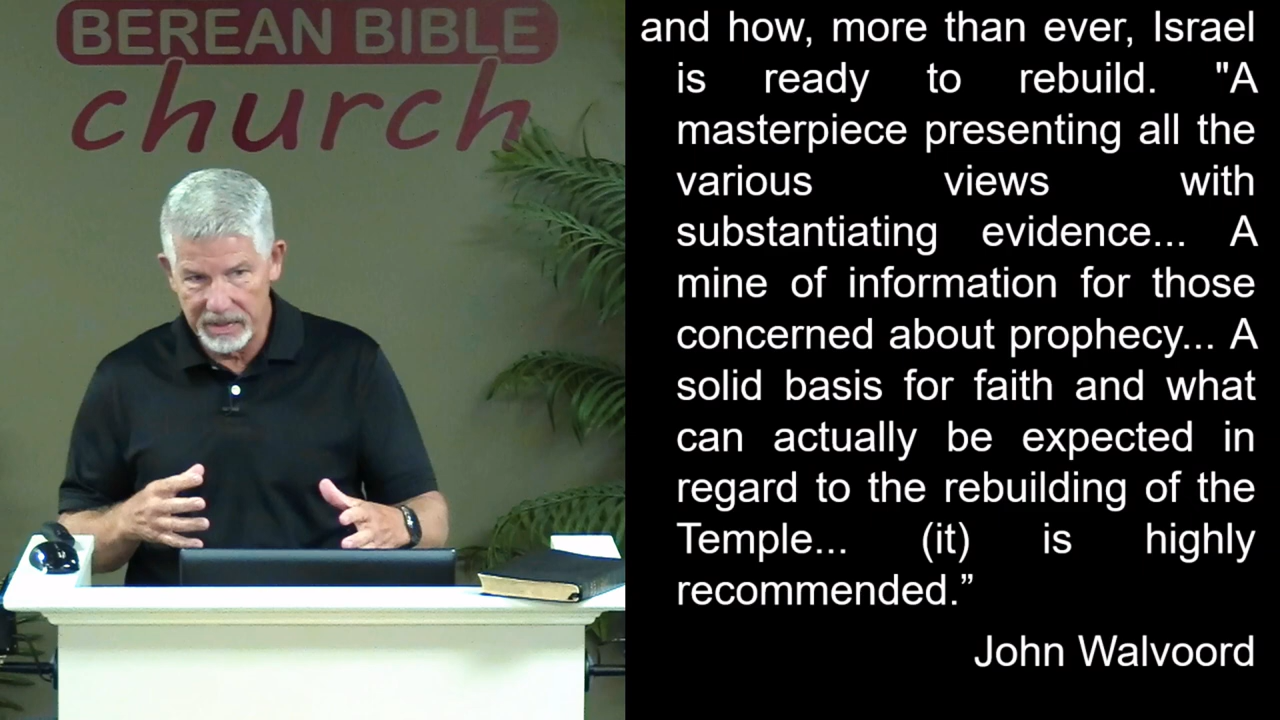 BEREAN BIBLE
church
and how, more than ever, Israel
is ready to rebuild. "A
masterpiece presenting all the
various views with
substantiating evidence... A
mine of information for those
concerned about prophecy... A
solid basis for faith and what
can actually be expected in
regard to the rebuilding of the
Temple... (it) is highly
recommended.”
John Walvoord